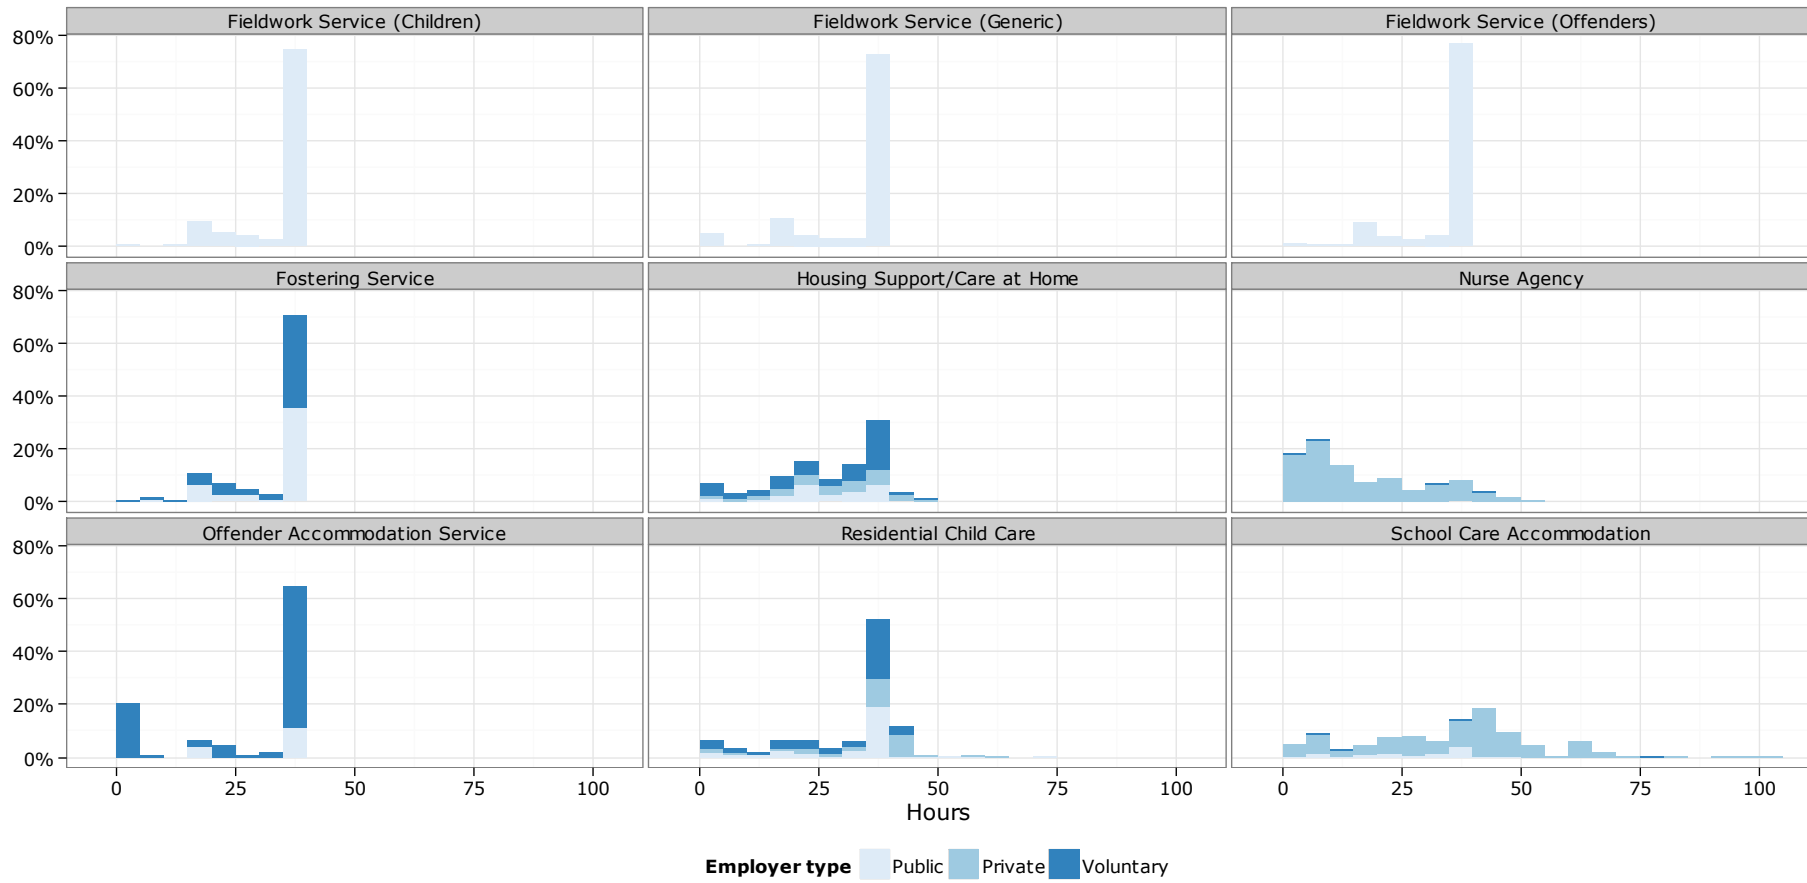 Fieldwork Service (Children) Fieldwork Service (Generic) Fieldwork Service (Offenders)
80%
60%
40%
20%
0%
Fostering Service Housing Support/Care at Home Nurse Agency
80%
60%
40%
20%
0%
Offender Accommodation Service Residential Child Care School Care Accommodation
80%
60%
40%
20%
0%
0 25 50 75 100 0 25 50 75 100 0 25 50 75 100
Hours
Employer type Public Private Voluntary